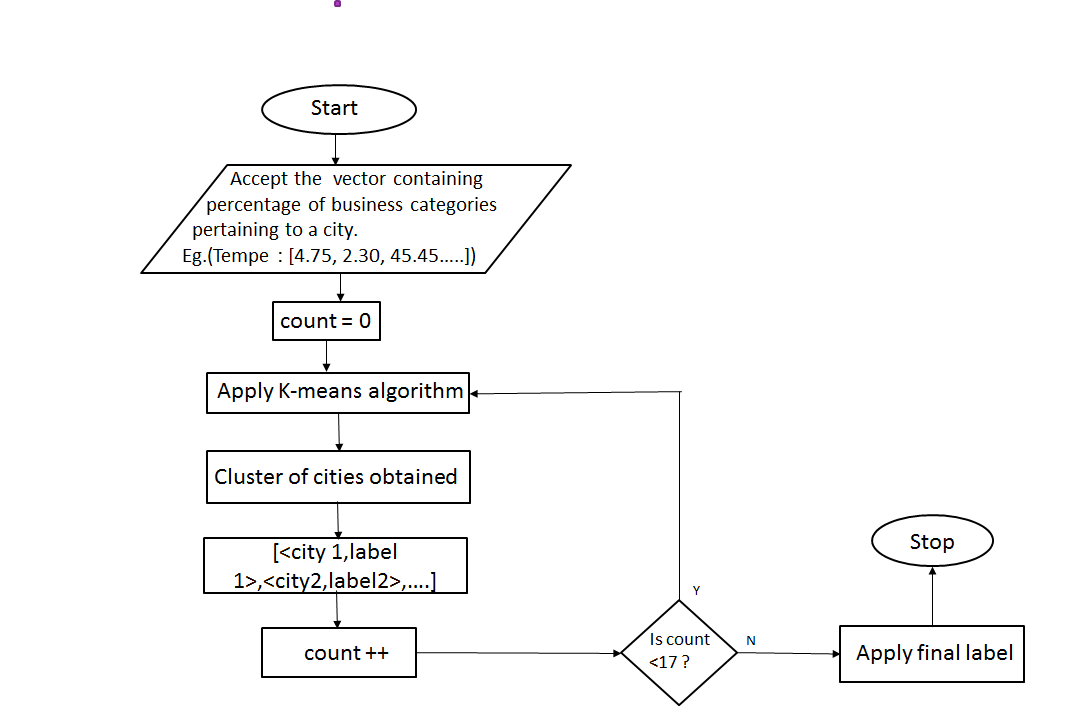 Start
Accept the vector containing
percentage of business categories
pertaining to a city.
Eg.(Tempe : [4.75, 2.30, 45.45.....])
count = 0
Apply K-means algorithm
Cluster of cities obtained
[<city 1,label
1>,<city2,label2>,....]
count ++
Is count
<17 ?
Y
N
Apply final label
Stop